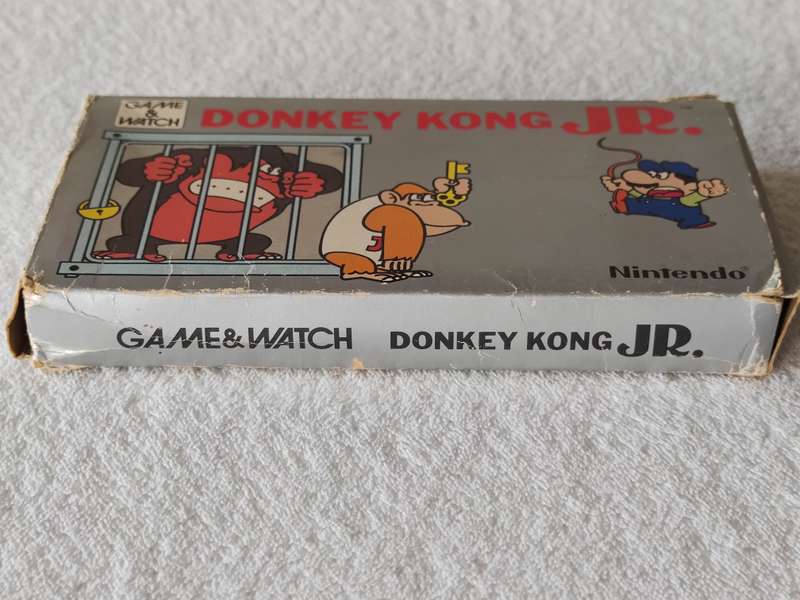 GAME
&
WATCH
DONKEY KONG JR.
J
Nintendo®
GAME&WATCH DONKEY KONG JR.